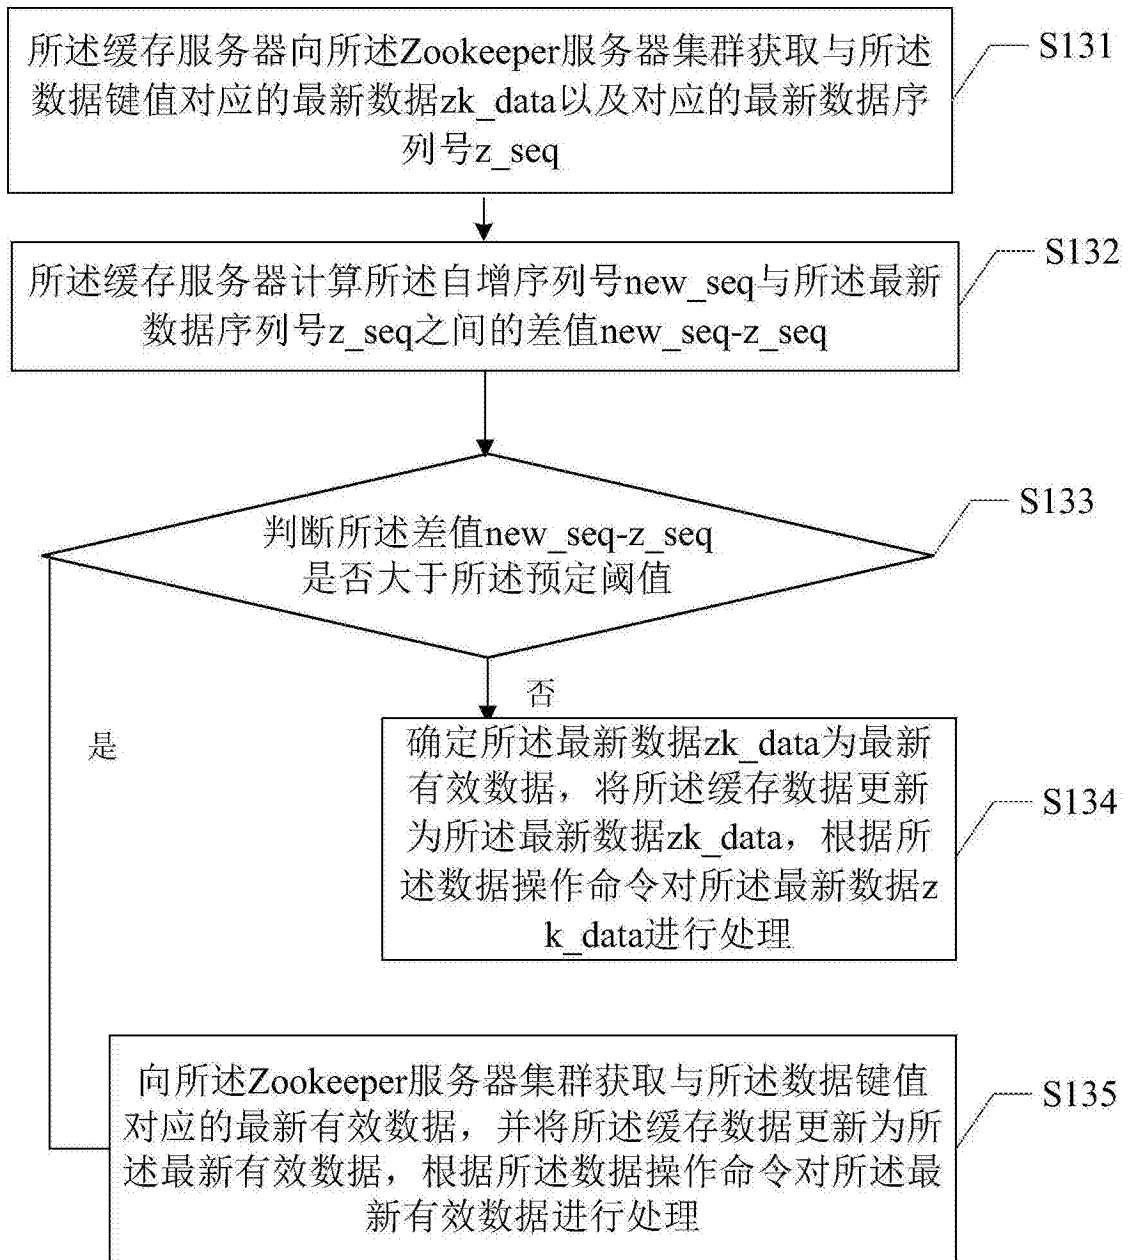 所述缓存服务器向所述Zookeeper服务器集群获取与所述
数据键值对应的最新数据zk_data以及对应的最新数据序
列号z_seq
S131
所述缓存服务器计算所述自增序列号new_seq与所述最新
数据序列号z_seq之间的差值new_seq-z_seq
S132
判断所述差值new_seq-z_seq
是否大于所述预定阈值
S133
否
是
确定所述最新数据zk_data为最新
有效数据，将所述缓存数据更新
为所述最新数据zk_data，根据所
述数据操作命令对所述最新数据z
k_data进行处理
S134
向所述Zookeeper服务器集群获取与所述数据键值
对应的最新有效数据，并将所述缓存数据更新为所
述最新有效数据，根据所述数据操作命令对所述最
新有效数据进行处理
S135